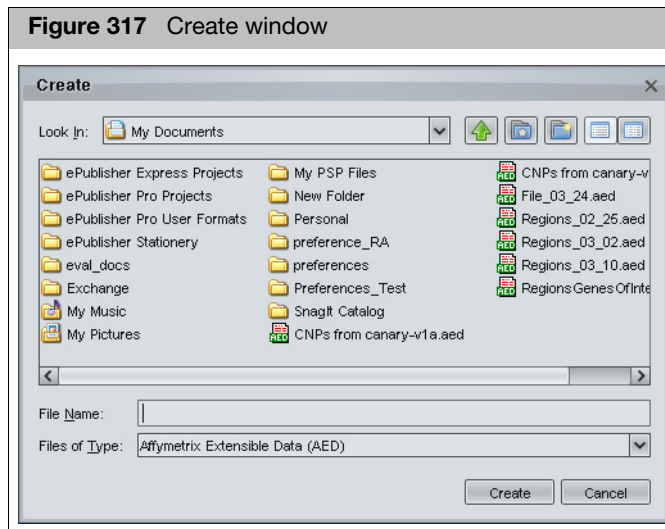 Figure 317 Create window
Create
Look In: My Documents
ePublisher Express Projects
ePublisher Pro Projects
ePublisher Pro User Formats
ePublisher Stationery
eval_docs
Exchange
My Music
My Pictures
My PSP Files
New Folder
Personal
preference_RA
preferences
Preferences_Test
SnagIt Catalog
CNPs from canary-v1a.aed
CNPs from canary-v
File_03_24.aed
Regions_02_25.aed
Regions_03_02.aed
Regions_03_10.aed
RegionsGenesOfInte
File Name:
Files of Type: Affymetrix Extensible Data (AED)
Create Cancel